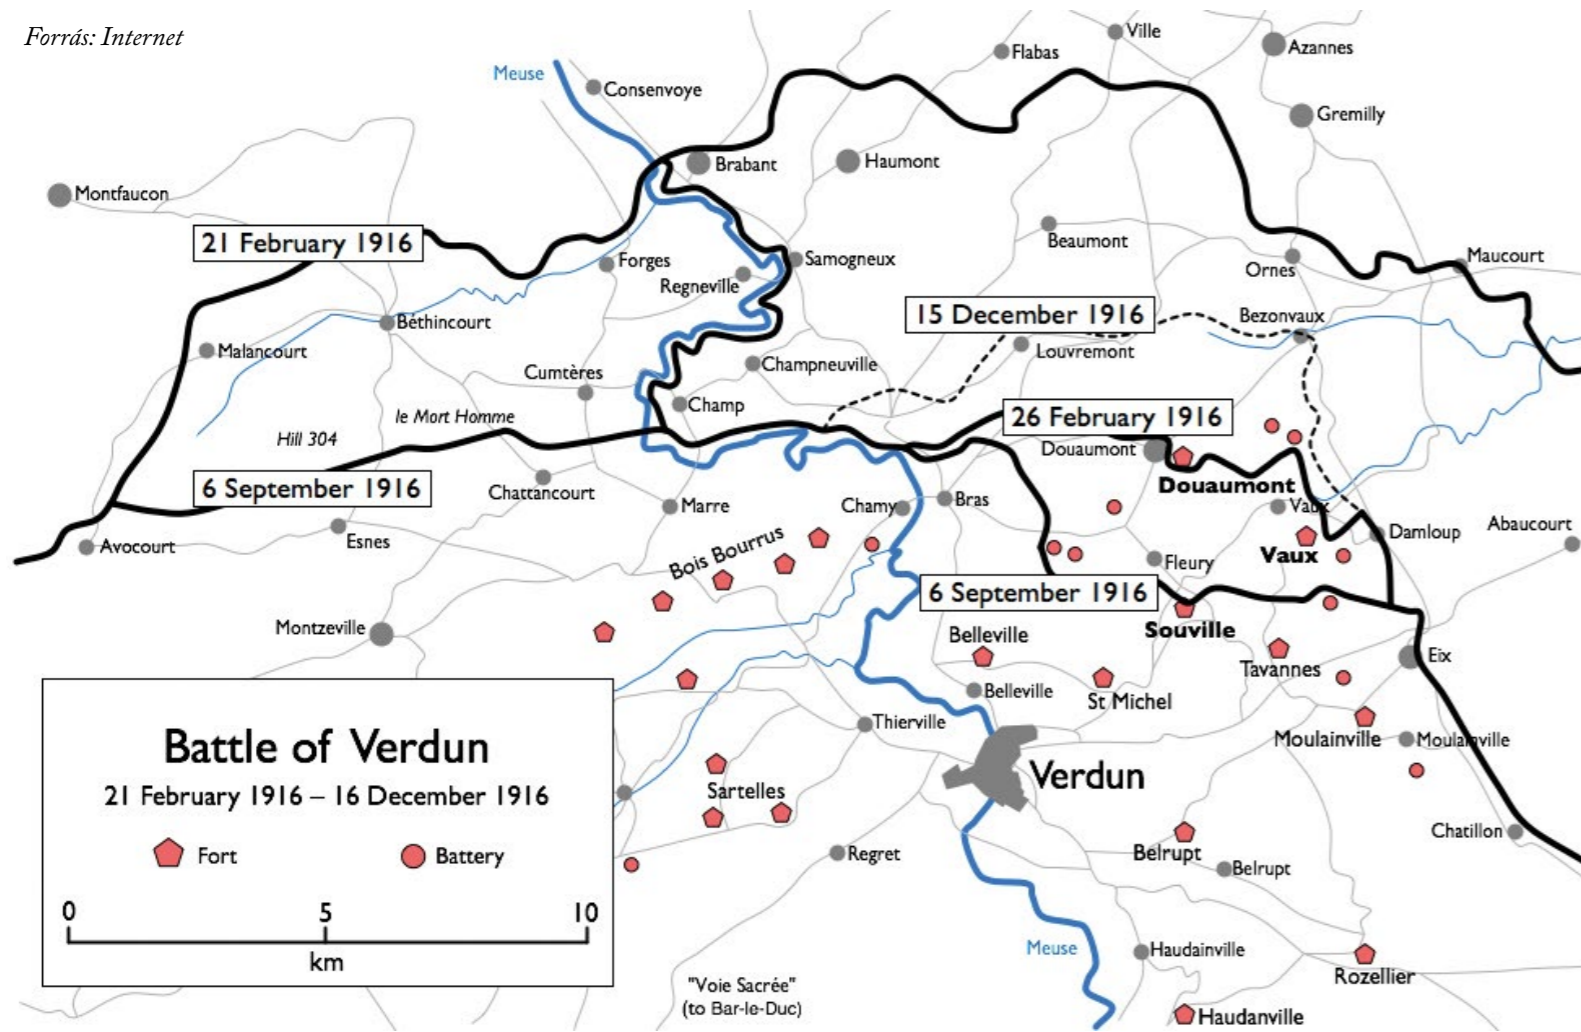 Forrás: Internet
Ville
Flabas
Azannes
Meuse
Consenvoye
Gremilly
Brabant
Haumont
Montfaucon
21 February 1916
Beaumont
Forges
Samogneux
Maucourt
Ornes
Regneville
15 December 1916
Bezonvaux
Béthincourt
Malancourt
Louvremont
Champneuville
Cumtères
Champ
le Mort Homme
26 February 1916
Hill 304
Douaumont
6 September 1916
Chattancourt
Douaumont
Marre
Chamy
Bras
Vaux
Damloup
Abaucourt
Avocourt
Esnes
Bois Bourrus
Vaux
Fleury
6 September 1916
Montzeville
Souville
Belleville
Eix
Tavannes
Belleville
St Michel
Thierville
Moulainville
Moulainville
Battle of Verdun
21 February 1916 – 16 December 1916
Fort
Battery
0 5 10
km
Verdun
Sartelles
Chatillon
Regret
Belrupt
Belrupt
Meuse
Haudainville
Rozellier
"Voie Sacrée"
(to Bar-le-Duc)
Haudanville